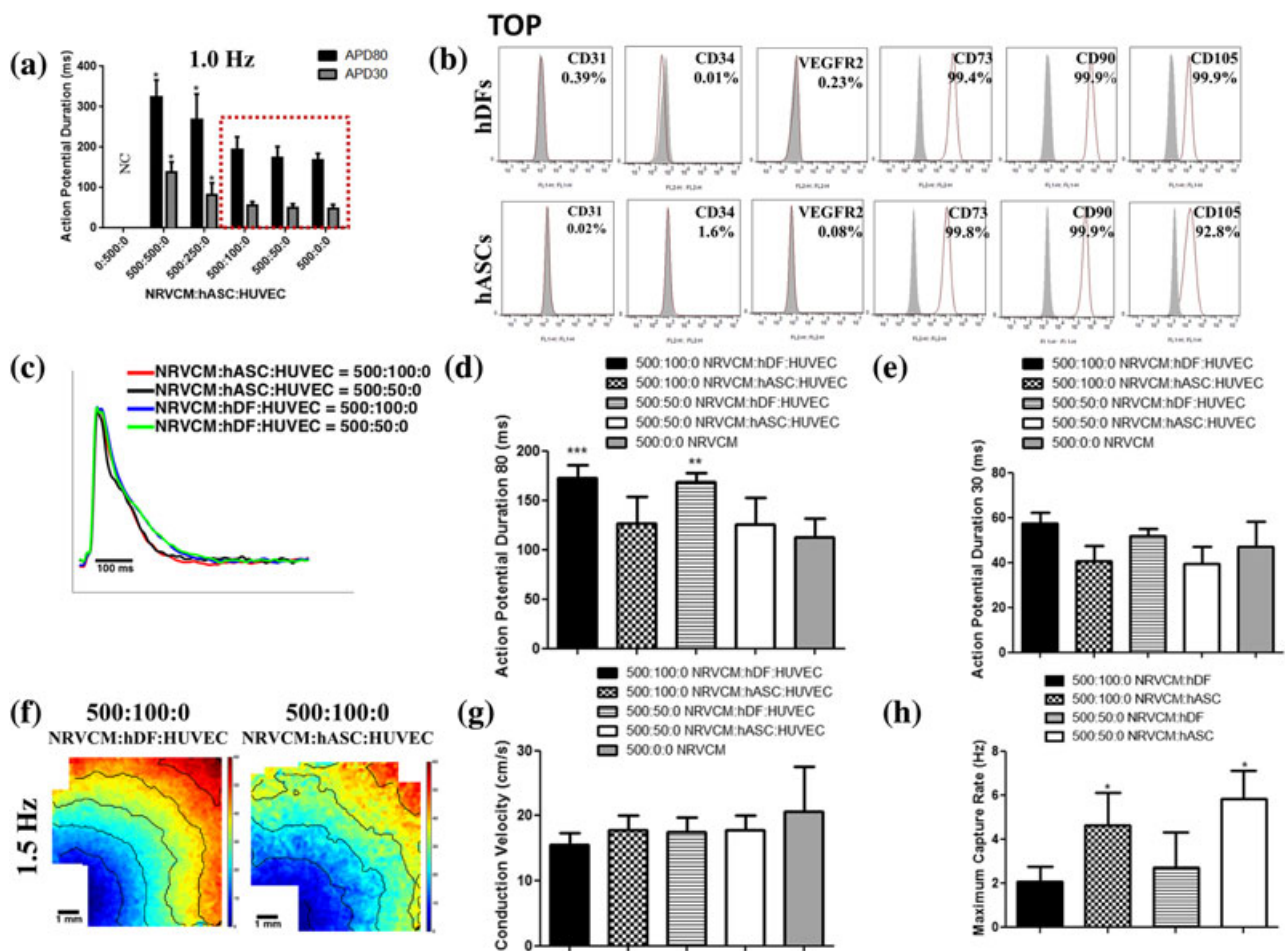 TOP
(a)
1.0 Hz
APD80
APD30
Action Potential Duration (ms)
400
300
200
100
0
NC
*
*
*
*
0:500:0
500:500:0
500:250:0
500:100:0
500:50:0
500:0:0
NRVCM:hASC:HUVEC
(b)
hDFs
CD31
0.39%
CD34
0.01%
VEGFR2
0.23%
CD73
99.4%
CD90
99.9%
CD105
99.9%
hASCs
CD31
0.02%
CD34
1.6%
VEGFR2
0.08%
CD73
99.8%
CD90
99.9%
CD105
92.8%
(c)
NRVCM:hASC:HUVEC = 500:100:0
NRVCM:hASC:HUVEC = 500:50:0
NRVCM:hDF:HUVEC = 500:100:0
NRVCM:hDF:HUVEC = 500:50:0
100 ms
(d)
500:100:0 NRVCM:hDF:HUVEC
500:100:0 NRVCM:hASC:HUVEC
500:50:0 NRVCM:hDF:HUVEC
500:50:0 NRVCM:hASC:HUVEC
500:0:0 NRVCM
Action Potential Duration 80 (ms)
200
150
100
50
0
***
**
(e)
500:100:0 NRVCM:hDF:HUVEC
500:100:0 NRVCM:hASC:HUVEC
500:50:0 NRVCM:hDF:HUVEC
500:50:0 NRVCM:hASC:HUVEC
500:0:0 NRVCM
Action Potential Duration 30 (ms)
80
60
40
20
0
(f)
500:100:0
NRVCM:hDF:HUVEC
500:100:0
NRVCM:hASC:HUVEC
1.5 Hz
1 mm
1 mm
(g)
500:100:0 NRVCM:hDF:HUVEC
500:100:0 NRVCM:hASC:HUVEC
500:50:0 NRVCM:hDF:HUVEC
500:50:0 NRVCM:hASC:HUVEC
500:0:0 NRVCM
Conduction Velocity (cm/s)
30
20
10
0
(h)
500:100:0 NRVCM:hDF
500:100:0 NRVCM:hASC
500:50:0 NRVCM:hDF
500:50:0 NRVCM:hASC
Maximum Capture Rate (Hz)
8
6
4
2
0
*
*